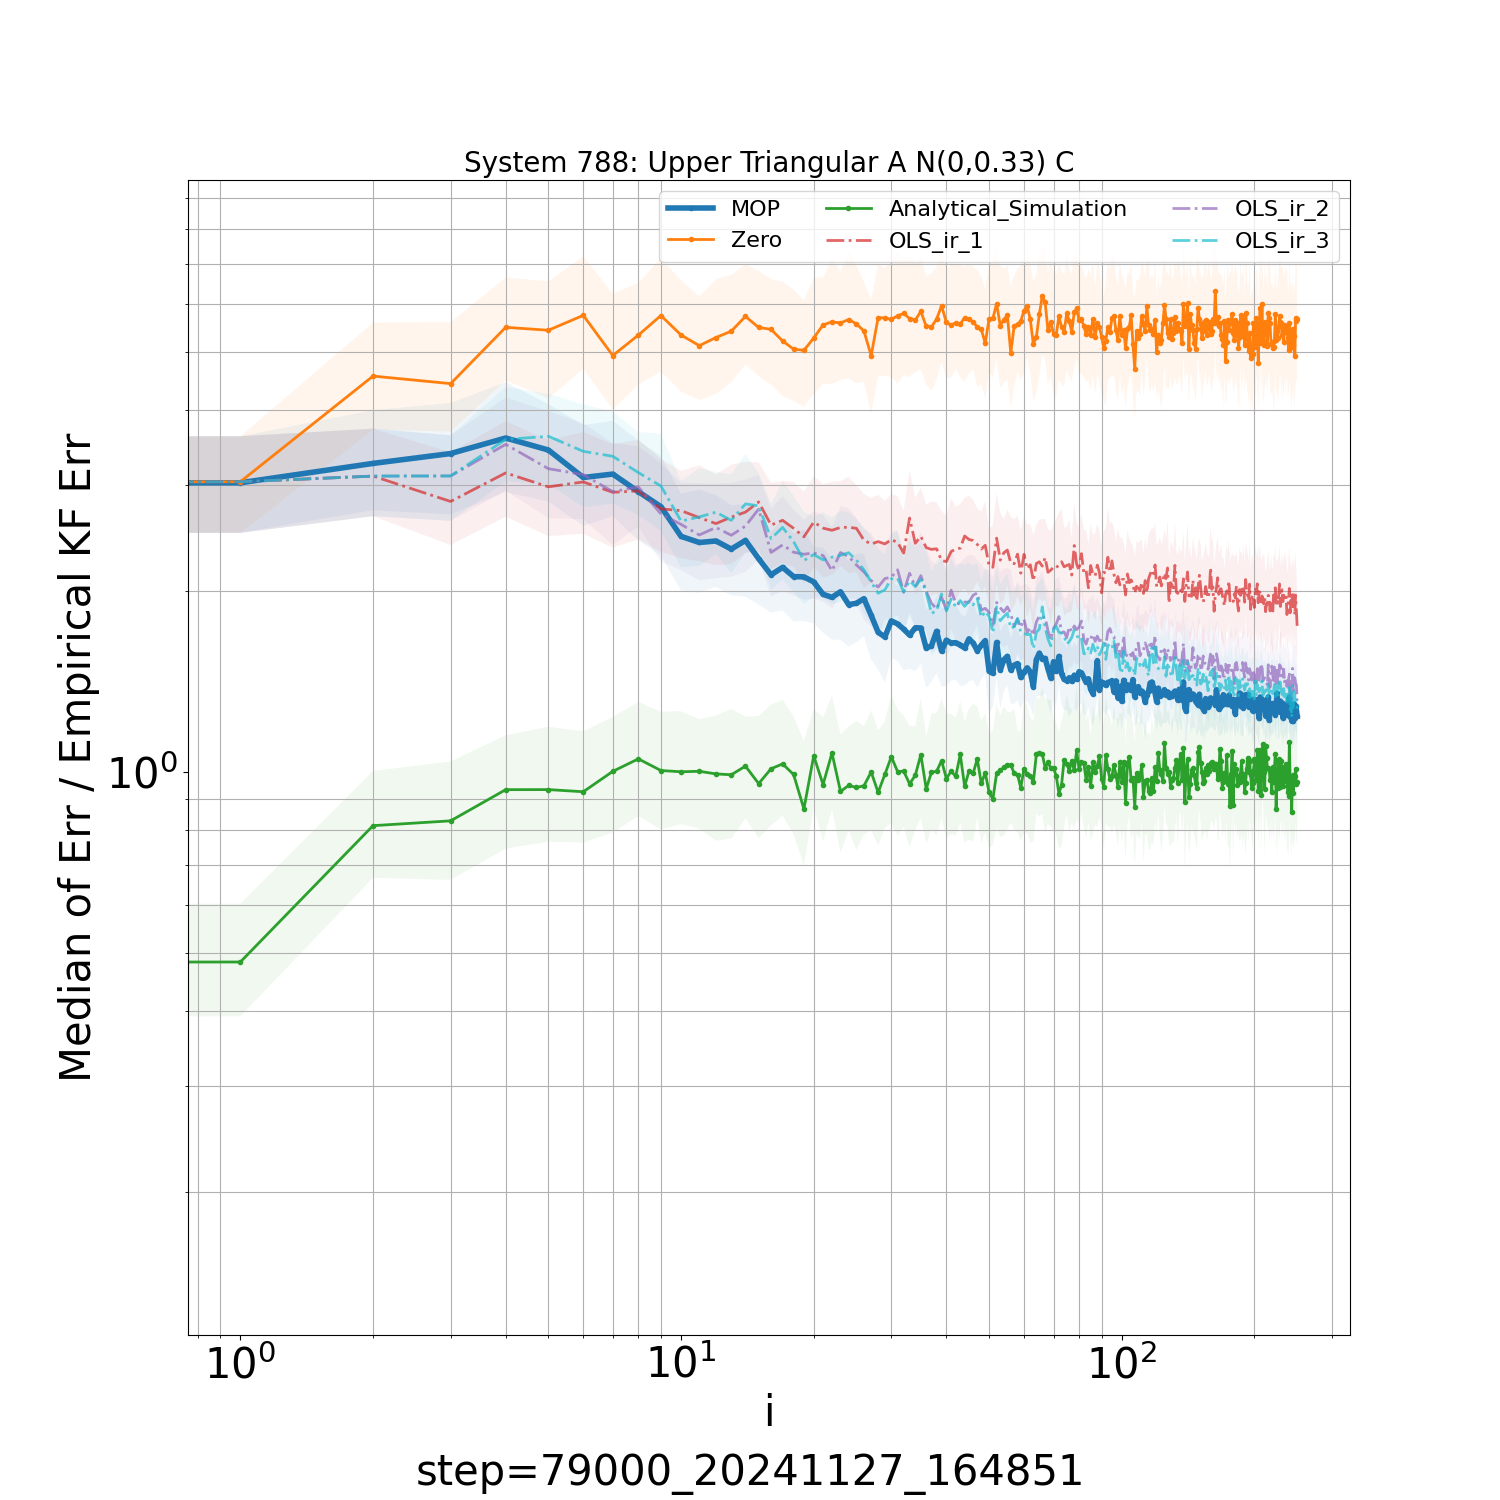 System 788: Upper Triangular A N(0,0.33) C
MOP
Zero
Analytical_Simulation
OLS_ir_1
OLS_ir_2
OLS_ir_3
Median of Err / Empirical KF Err
10⁰
10⁰
10¹
10²
i
step=79000_20241127_164851